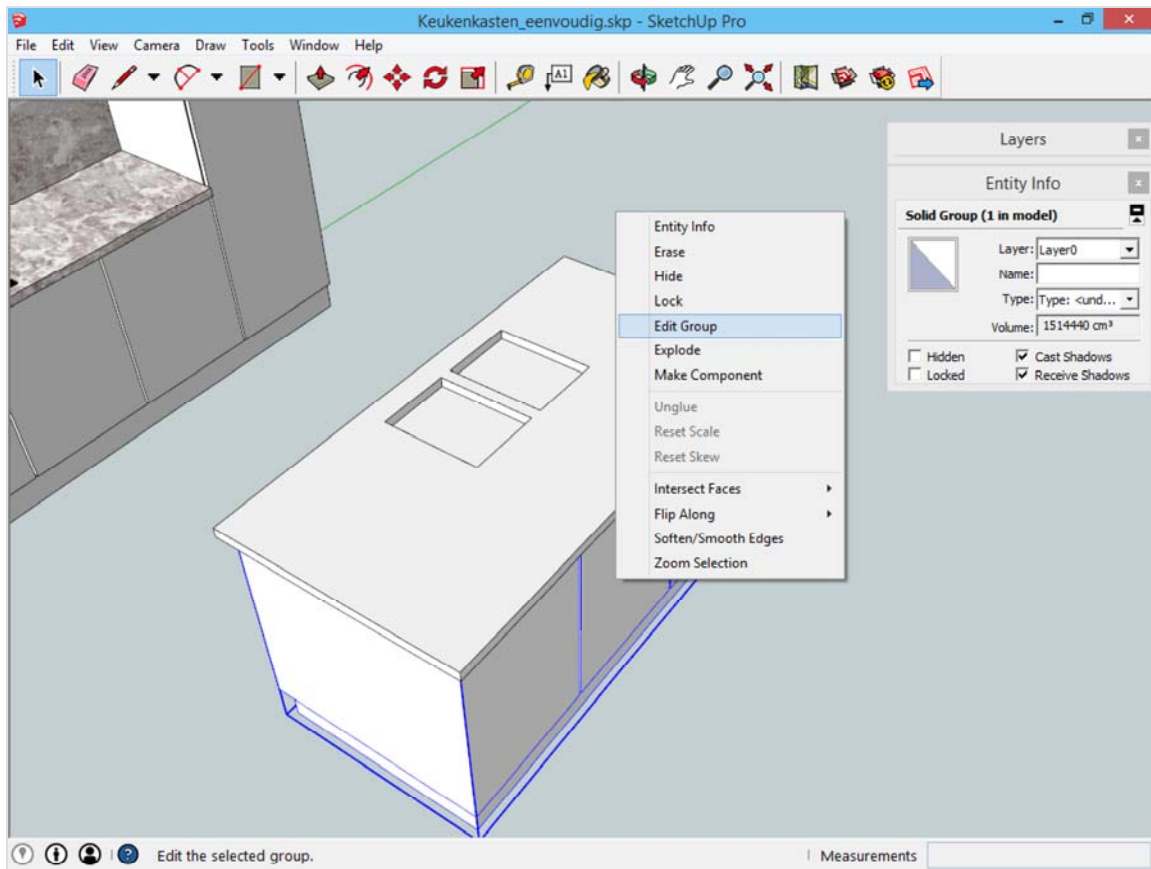 Keukenkasten_eenvoudig.skp - SketchUp Pro
File Edit View Camera Draw Tools Window Help
A1
Layers
Entity Info
Solid Group (1 in model)
Layer: Layer0
Name:
Type: Type: <und...
Volume: 1514440 cm³
Hidden Cast Shadows
Locked Receive Shadows
Entity Info
Erase
Hide
Lock
Edit Group
Explode
Make Component
Unglue
Reset Scale
Reset Skew
Intersect Faces
Flip Along
Soften/Smooth Edges
Zoom Selection
Edit the selected group.
Measurements